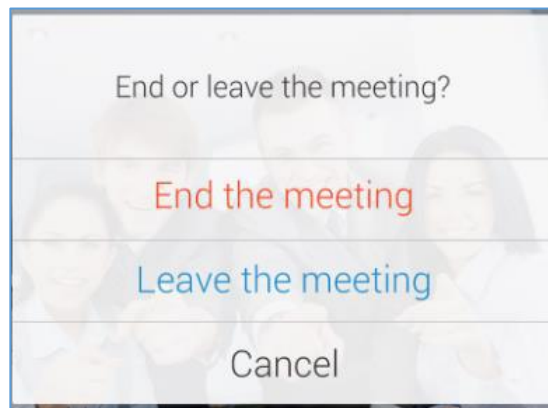 End or leave the meeting?
End the meeting
Leave the meeting
Cancel